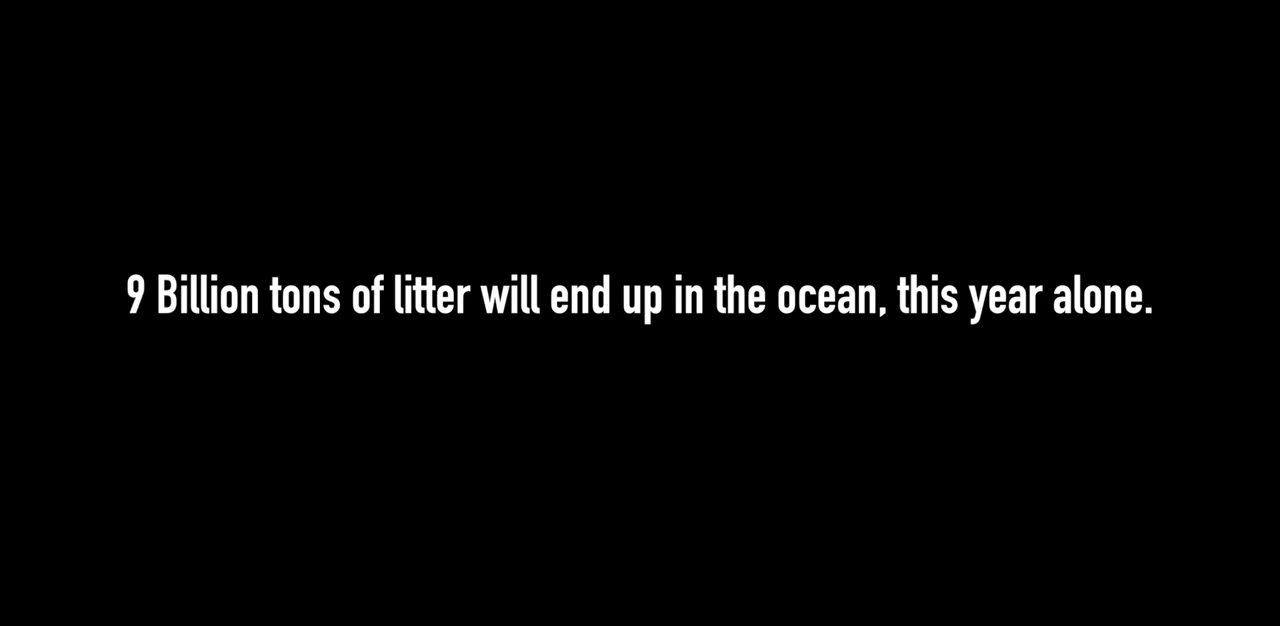 9 Billion tons of litter will end up in the ocean, this year alone.